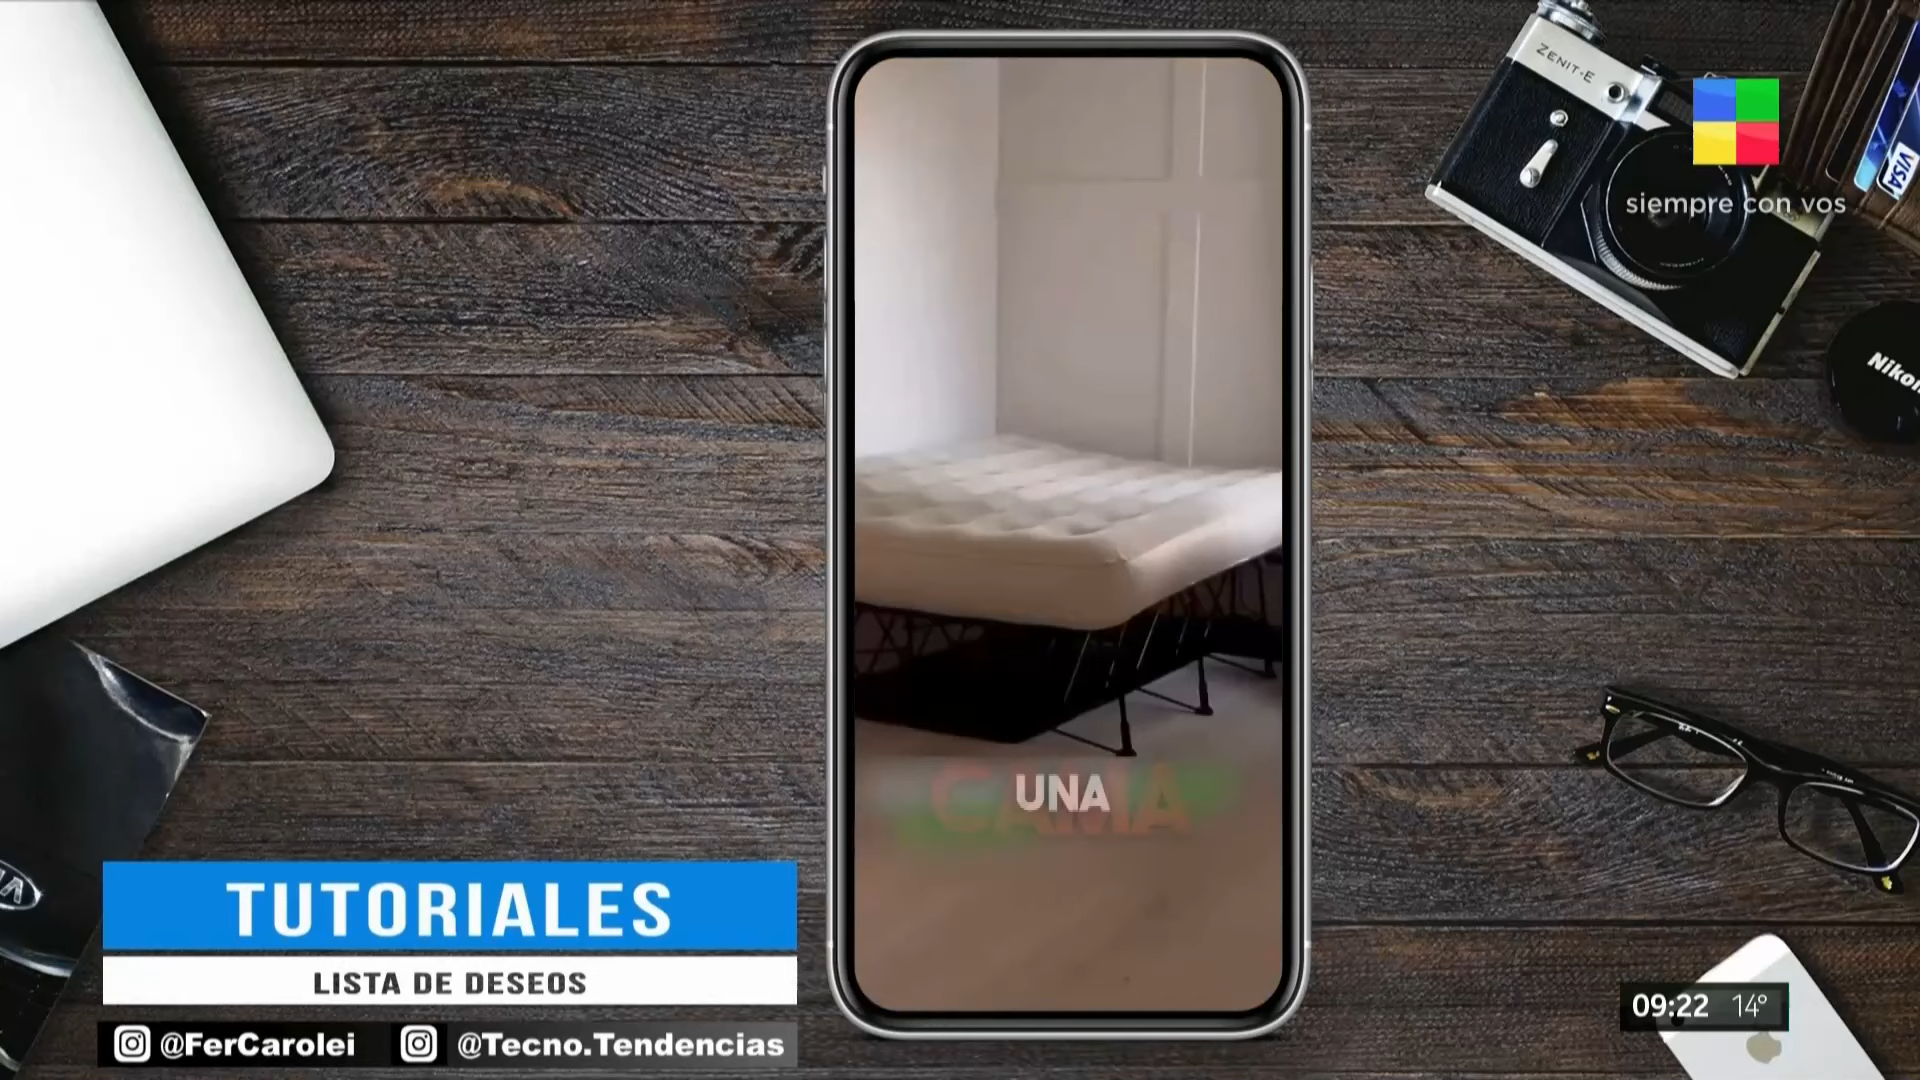 ZENIT-E
VISA
siempre con vos
Nikon
UNA
CAMA
TUTORIALES
LISTA DE DESEOS
@FerCarolei @Tecno.Tendencias
09:22 14°